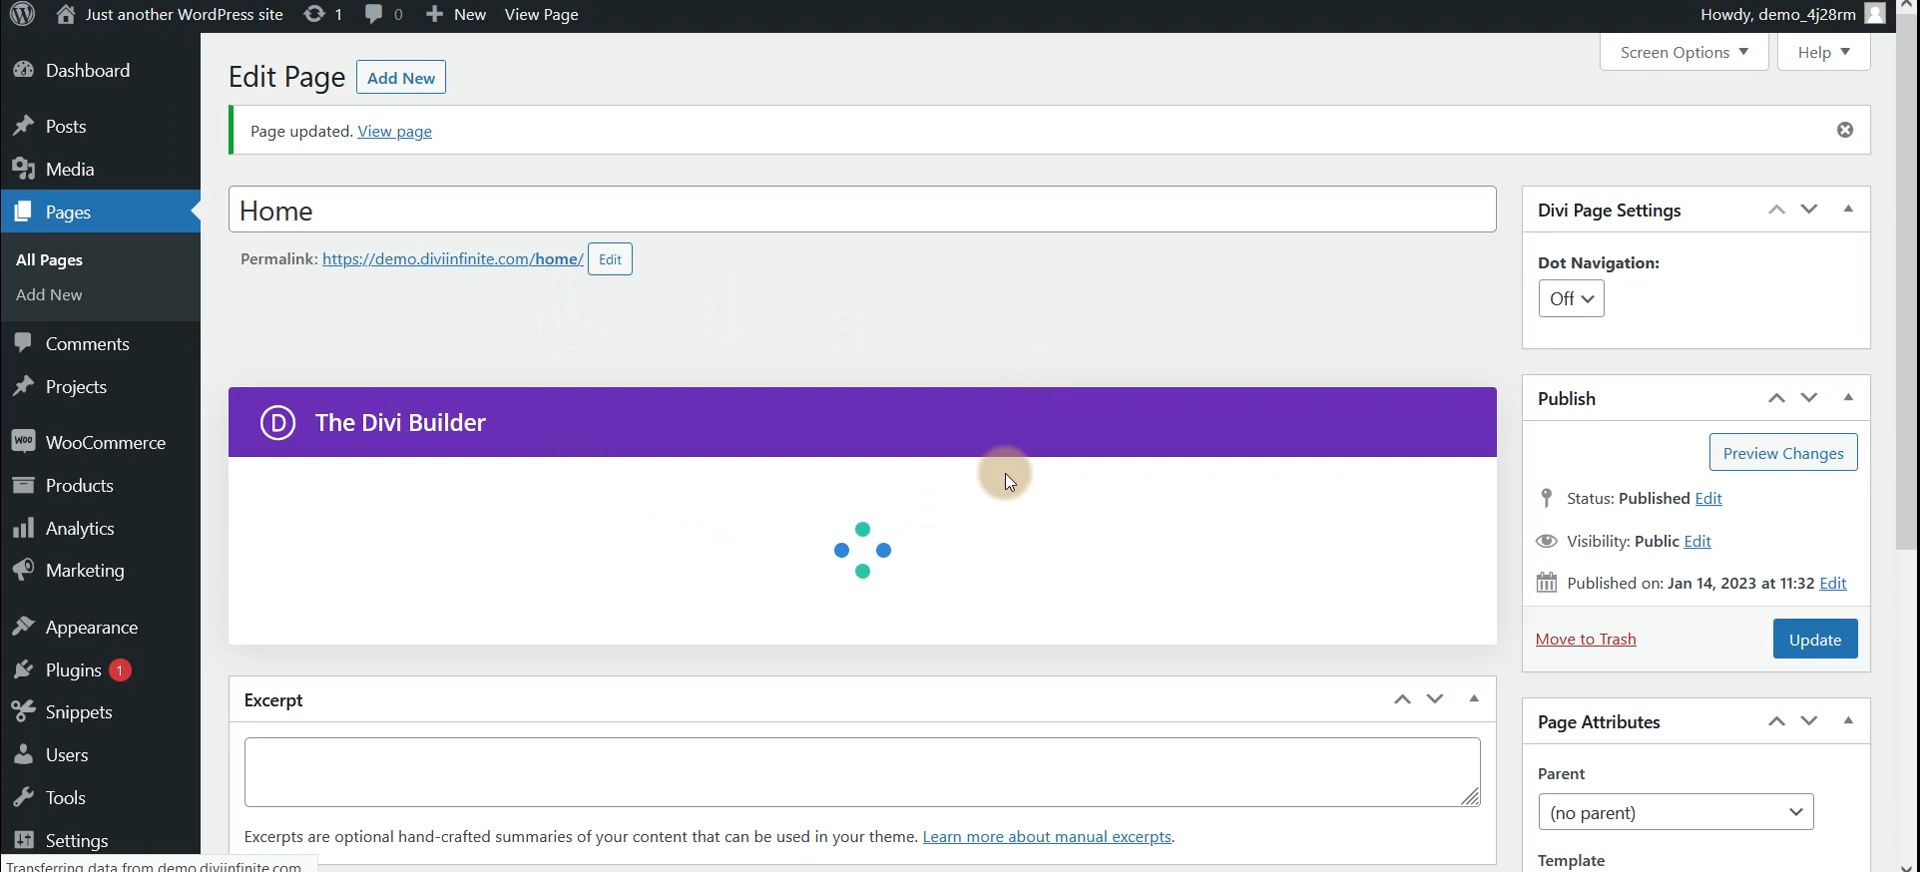 Just another WordPress site 1 0 New View Page Howdy, demo_4j28rm
Screen Options Help
Dashboard
Posts
Media
Pages
All Pages
Add New
Comments
Projects
WooCommerce
Products
Analytics
Marketing
Appearance
Plugins 1
Snippets
Users
Tools
Settings
Transferring data from demo.diviinfinite.com...
Edit Page Add New
Page updated. View page
Home
Permalink: https://demo.diviinfinite.com/home/ Edit
D The Divi Builder
Excerpt
Excerpts are optional hand-crafted summaries of your content that can be used in your theme. Learn more about manual excerpts.
Divi Page Settings
Dot Navigation:
Off
Publish
Preview Changes
Status: Published Edit
Visibility: Public Edit
Published on: Jan 14, 2023 at 11:32 Edit
Move to Trash Update
Page Attributes
Parent
(no parent)
Template